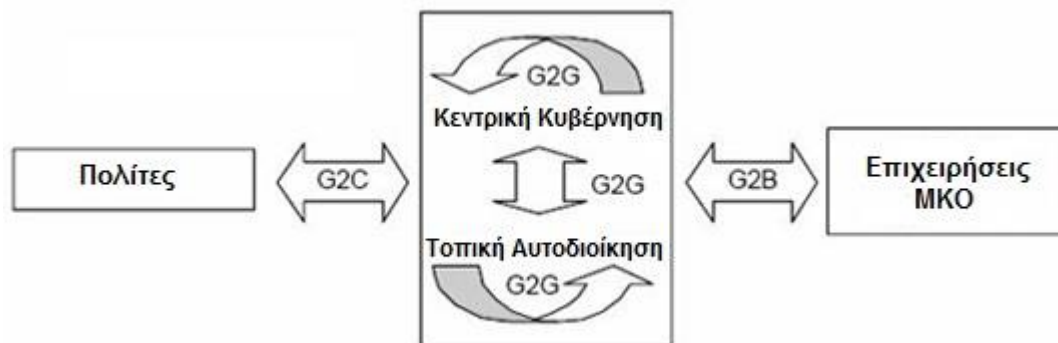 G2G
Κεντρική Κυβέρνηση
Πολίτες
G2C
G2G
G2B
Επιχειρήσεις
ΜΚΟ
Τοπική Αυτοδιοίκηση
G2G